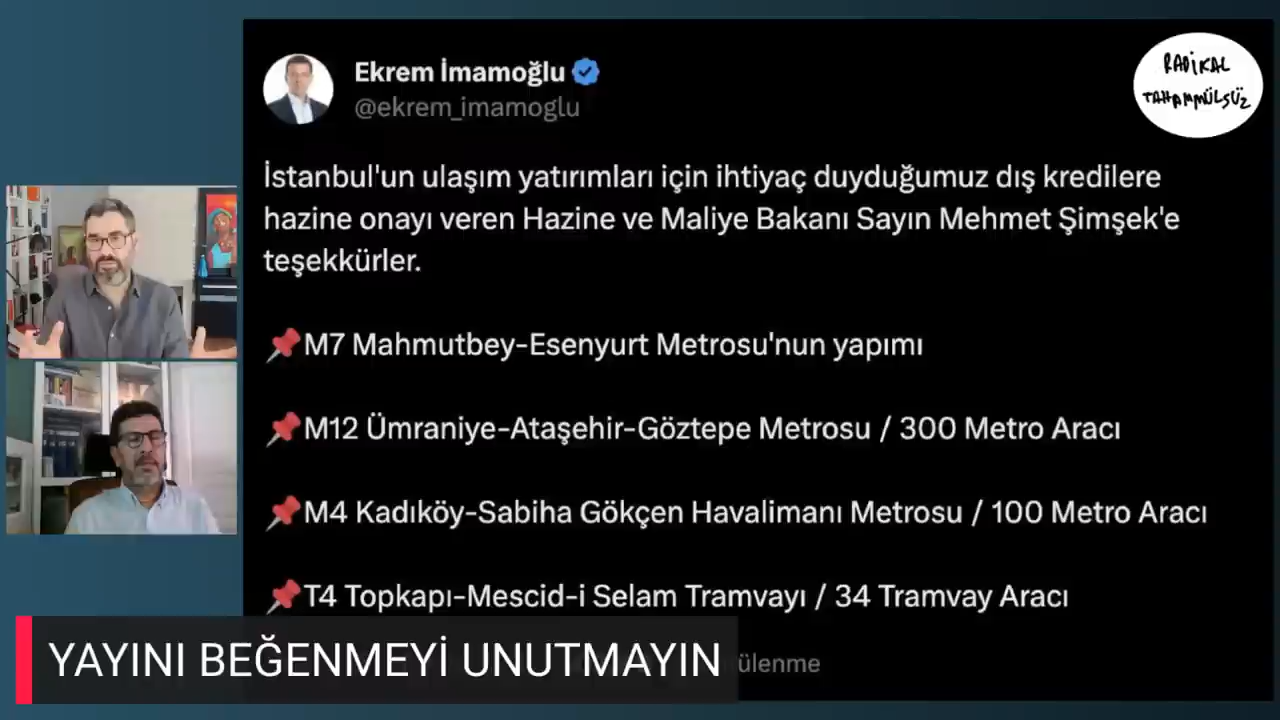 Ekrem İmamoğlu
@ekrem_imamoglu
RADİKAL
TAHAMMÜLSÜZ
İstanbul'un ulaşım yatırımları için ihtiyaç duyduğumuz dış kredilere
hazine onayı veren Hazine ve Maliye Bakanı Sayın Mehmet Şimşek'e
teşekkürler.
M7 Mahmutbey-Esenyurt Metrosu'nun yapımı
M12 Ümraniye-Ataşehir-Göztepe Metrosu / 300 Metro Aracı
M4 Kadıköy-Sabiha Gökçen Havalimanı Metrosu / 100 Metro Aracı
T4 Topkapı-Mescid-i Selam Tramvayı / 34 Tramvay Aracı
YAYINI BEĞENMEYİ UNUTMAYIN